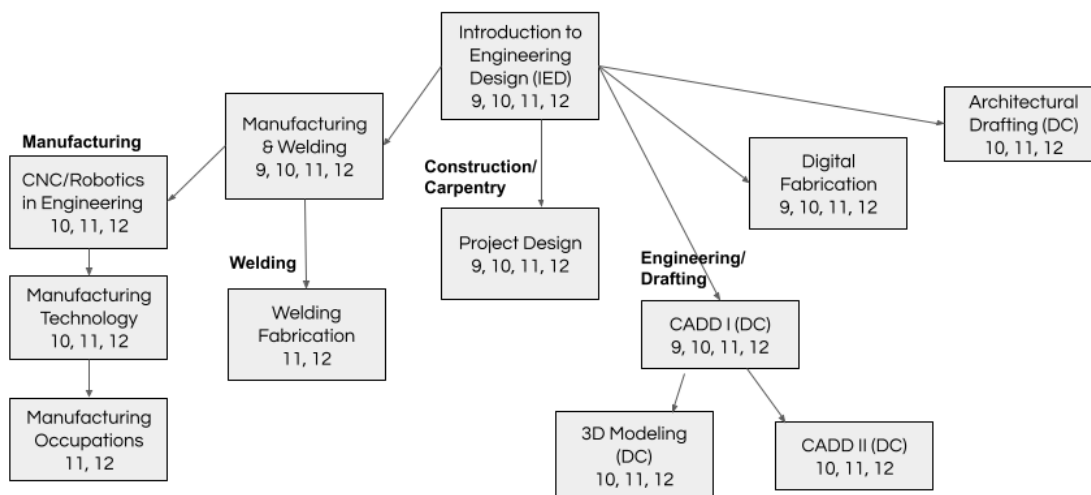 Introduction to
Engineering
Design (IED)
9, 10, 11, 12
Architectural
Drafting (DC)
10, 11, 12
Manufacturing
& Welding
9, 10, 11, 12
Manufacturing
CNC/Robotics
in Engineering
10, 11, 12
Construction/
Carpentry
Digital
Fabrication
9, 10, 11, 12
Project Design
9, 10, 11, 12
Welding
Engineering/
Drafting
Manufacturing
Technology
10, 11, 12
Welding
Fabrication
11, 12
CADD I (DC)
9, 10, 11, 12
Manufacturing
Occupations
11, 12
3D Modeling
(DC)
10, 11, 12
CADD II (DC)
10, 11, 12